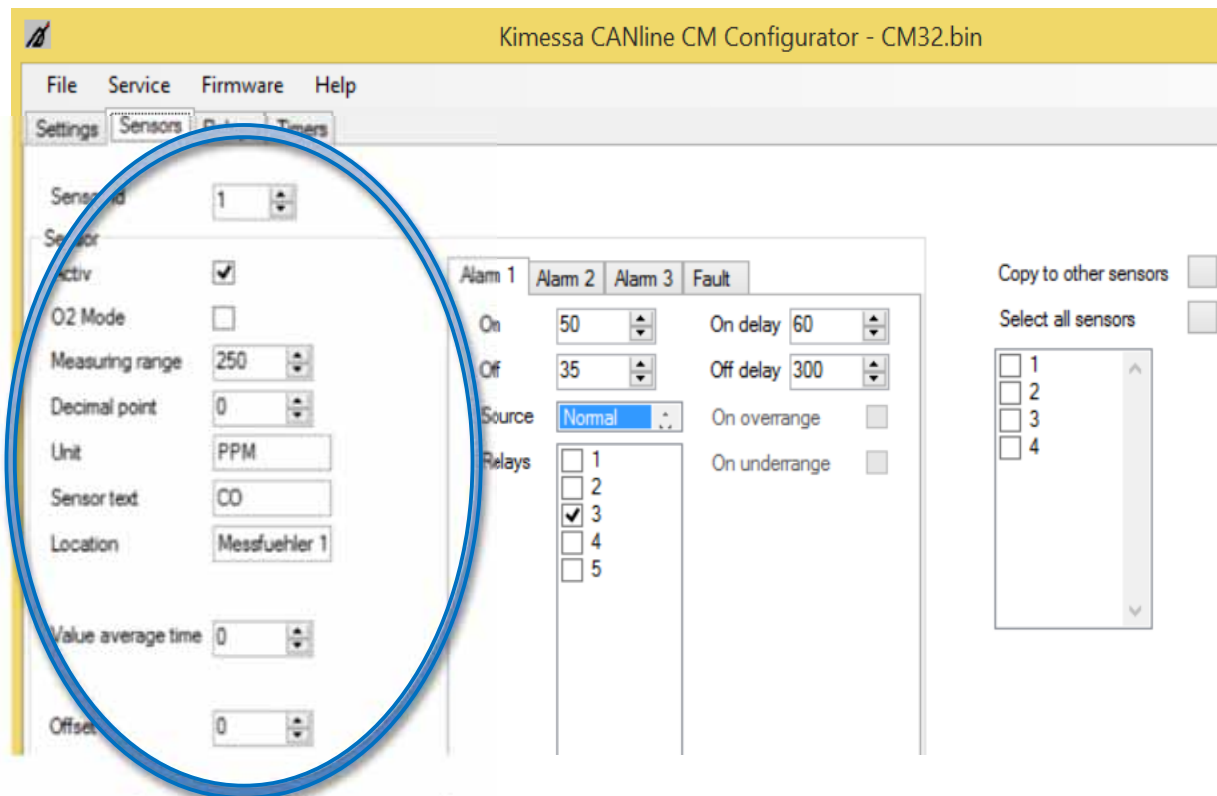 Kimessa CANline CM Configurator - CM32.bin
File Service Firmware Help
Settings Sensors Timers
Sensor Id 1
Sensor
Activ
O2 Mode
Measuring range 250
Decimal point 0
Unit PPM
Sensor text CO
Location Messfuehler 1
Value average time 0
Offset 0
Alarm 1 Alarm 2 Alarm 3 Fault
On 50 On delay 60
Off 35 Off delay 300
Source Normal On overrange
Relays 1 On underrange
2
3
4
5
Copy to other sensors
Select all sensors
1
2
3
4